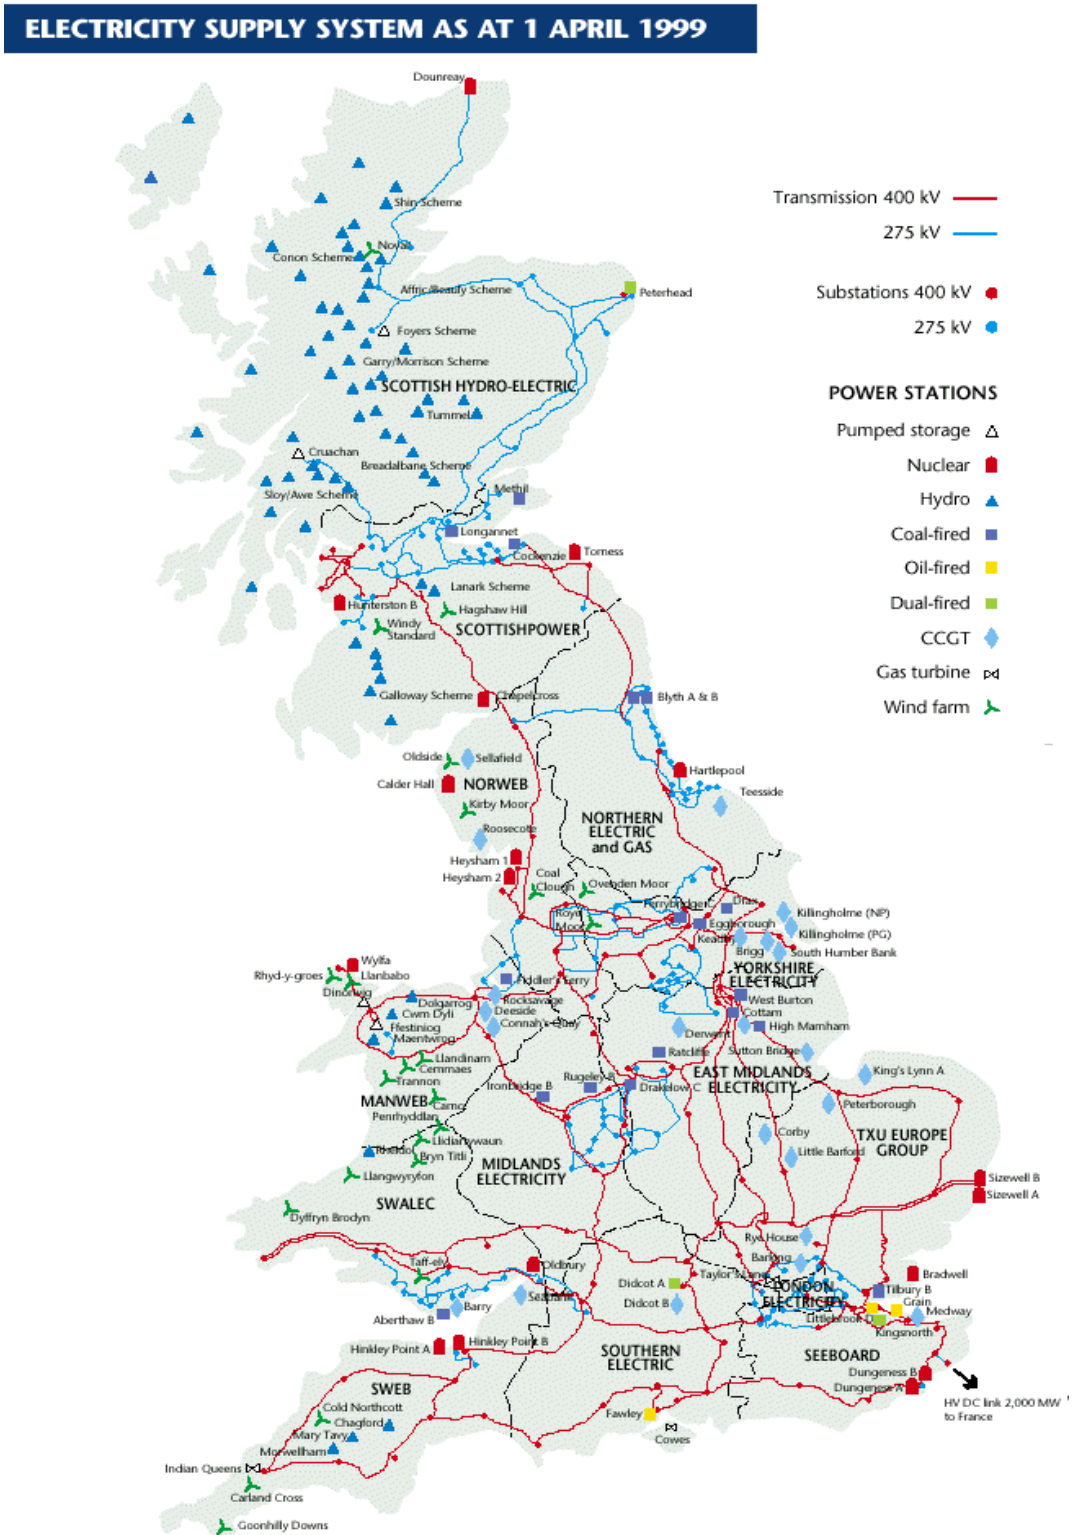 ELECTRICITY SUPPLY SYSTEM AS AT 1 APRIL 1999
Dounreay
Transmission 400 kV
275 kV
Substations 400 kV
275 kV
POWER STATIONS
Pumped storage
Nuclear
Hydro
Coal-fired
Oil-fired
Dual-fired
CCGT
Gas turbine
Wind farm
Shin Scheme
Novar
Conon Scheme
Affric/Beauly Scheme
Peterhead
Foyers Scheme
Garry/Morrison Scheme
SCOTTISH HYDRO-ELECTRIC
Tummel
Cruachan
Breadalbane Scheme
Sloy/Awe Scheme
Methil
Longannet
Cockenzie
Torness
Lanark Scheme
Hunterston B
Hagshaw Hill
Windy
Standard
SCOTTISHPOWER
Galloway Scheme
Chapelcross
Blyth A & B
Oldside
Sellafield
Hartlepool
Calder Hall
NORWEB
Teesside
Kirby Moor
NORTHERN
ELECTRIC
and GAS
Roosecote
Heysham 1
Heysham 2
Coal
Clough
Ovenden Moor
Ferrybridge C
Drax
Royd
Moor
Eggborough
Killingholme (NP)
Keadby
Killingholme (PG)
Brigg
South Humber Bank
YORKSHIRE
ELECTRICITY
Wylfa
Rhyd-y-groes
Llanbabo
Dinorwig
Fiddler's Ferry
Dolgarrog
Rocksavage
West Burton
Cwm Dyli
Deeside
Cottam
Ffestiniog
Connah's Quay
High Marnham
Maentwrog
Derwent
Ratcliffe
Sutton Bridge
Llandinam
Cemmaes
EAST MIDLANDS
ELECTRICITY
King's Lynn A
Trannon
Ironbridge B
Rugeley B
Drakelow C
MANWEB
Carno
Peterborough
Penrhyddlan
Corby
TXU EUROPE
GROUP
Llidiartywaun
Rheidol
Bryn Titli
Little Barford
MIDLANDS
ELECTRICITY
Llangwyryfon
Sizewell B
Sizewell A
SWALEC
Dyffryn Brodyn
Rye House
Barking
Taff-ely
Oldbury
Taylor's Lane
Bradwell
Didcot A
LONDON
ELECTRICITY
Tilbury B
Seabank
Didcot B
Grain
Barry
Medway
Aberthaw B
Littlebrook D
Kingsnorth
Hinkley Point B
Hinkley Point A
SOUTHERN
ELECTRIC
SEEBOARD
Dungeness B
Dungeness A
SWEB
HV DC link 2,000 MW
to France
Cold Northcott
Chagford
Fawley
Mary Tavy
Cowes
Morwellham
Indian Queens
Carland Cross
Goonhilly Downs